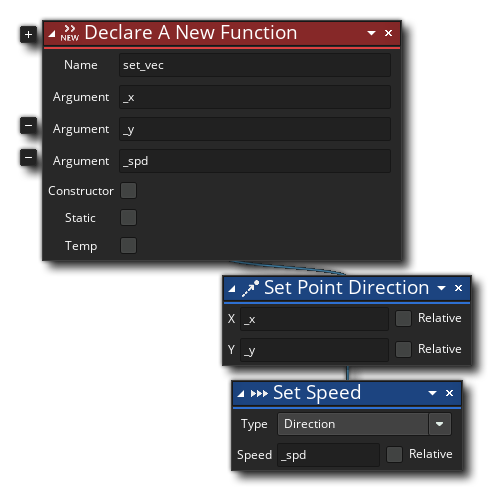 NEW Declare A New Function
Name set_vec
Argument _x
Argument _y
Argument _spd
Constructor
Static
Temp
Set Point Direction
X _x Relative
Y _y Relative
Set Speed
Type Direction
Speed _spd Relative